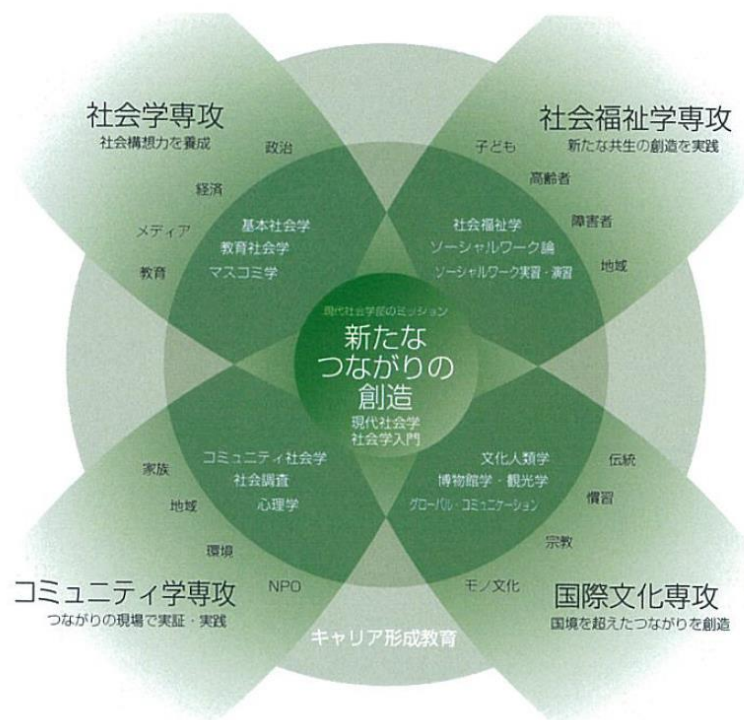 社会学専攻
社会構想力を養成
政治
経済
メディア
教育
基本社会学
教育社会学
マスコミ学
社会福祉学専攻
新たな共生の創造を実践
子ども
高齢者
障害者
地域
社会福祉学
ソーシャルワーク論
ソーシャルワーク実習・演習
現代社会学部のミッション
新たな
つながりの
創造
現代社会学
社会学入門
コミュニティ社会学
社会調査
心理学
家族
地域
環境
NPO
コミュニティ学専攻
つながりの現場で実証・実践
文化人類学
博物館学・観光学
グローバル・コミュニケーション
伝統
慣習
宗教
モノ文化
国際文化専攻
国境を超えたつながりを創造
キャリア形成教育